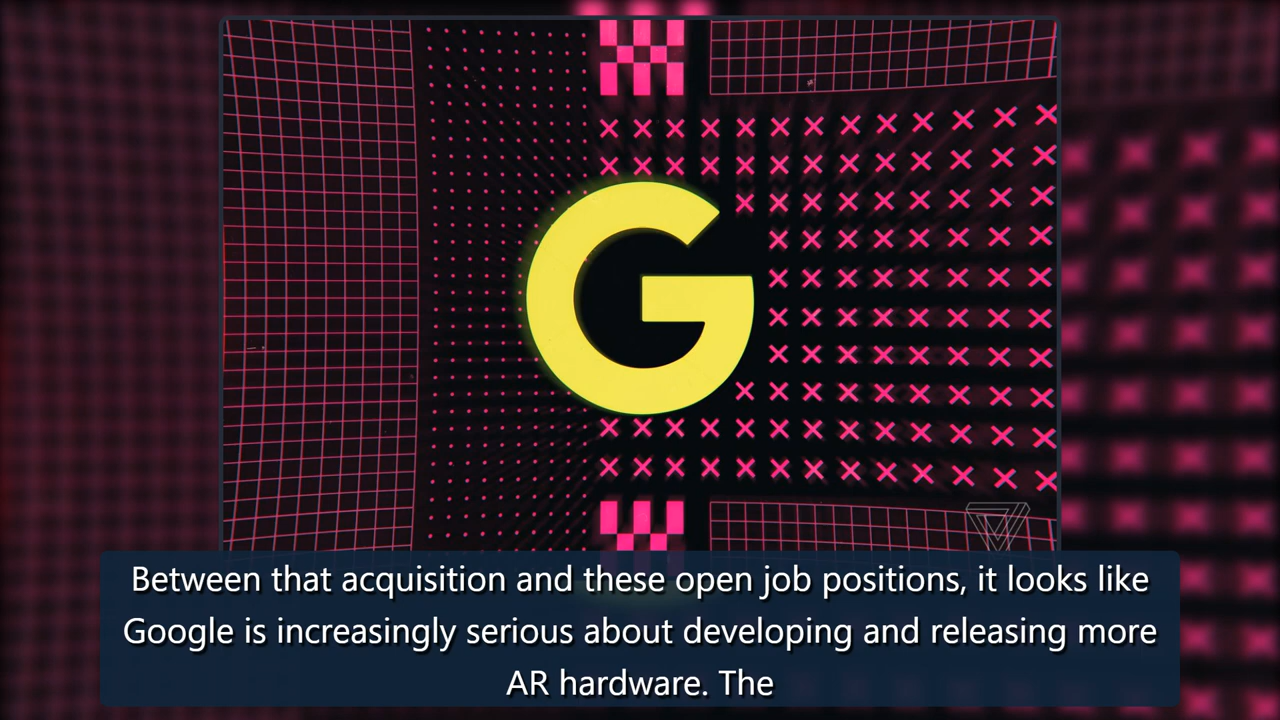 G
Between that acquisition and these open job positions, it looks like
Google is increasingly serious about developing and releasing more
AR hardware. The